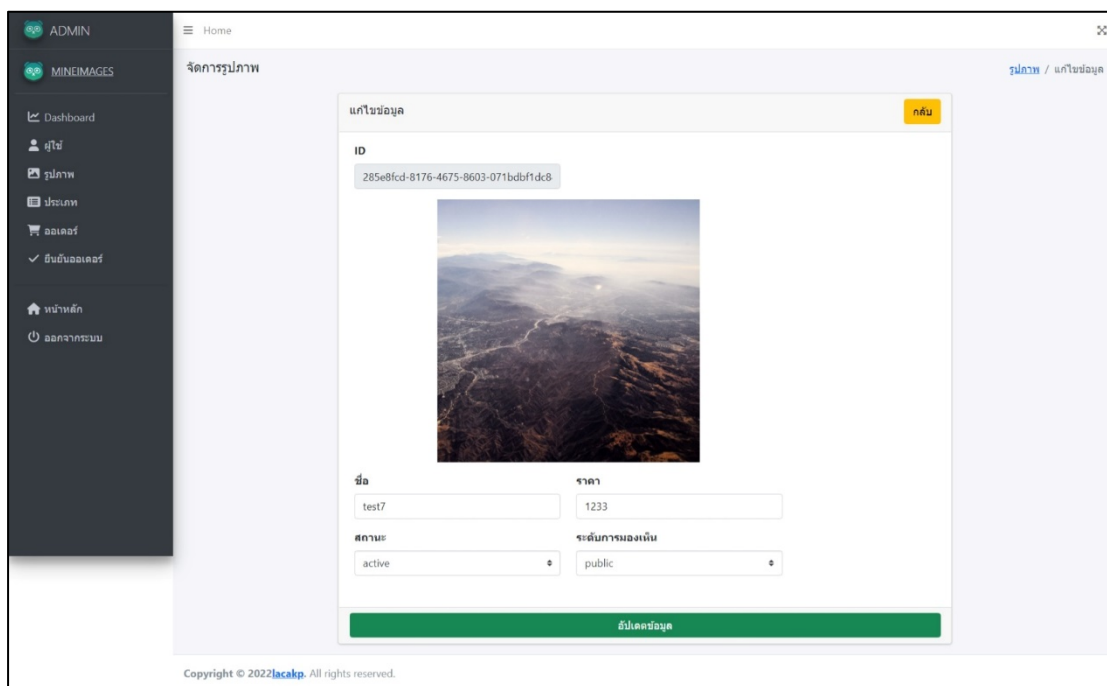 ADMIN
Home
MINEIMAGES
จัดการรูปภาพ
รูปภาพ / แก้ไขข้อมูล
Dashboard
ผู้ใช้
รูปภาพ
ประเภท
ออเดอร์
ยืนยันออเดอร์
หน้าหลัก
ออกจากระบบ
แก้ไขข้อมูล
กลับ
ID
285e8fcd-8176-4675-8603-071bdbf1dc8
ชื่อ
ราคา
test7
1233
สถานะ
ระดับการมองเห็น
active
public
อัปเดตข้อมูล
Copyright © 2022lacakp. All rights reserved.